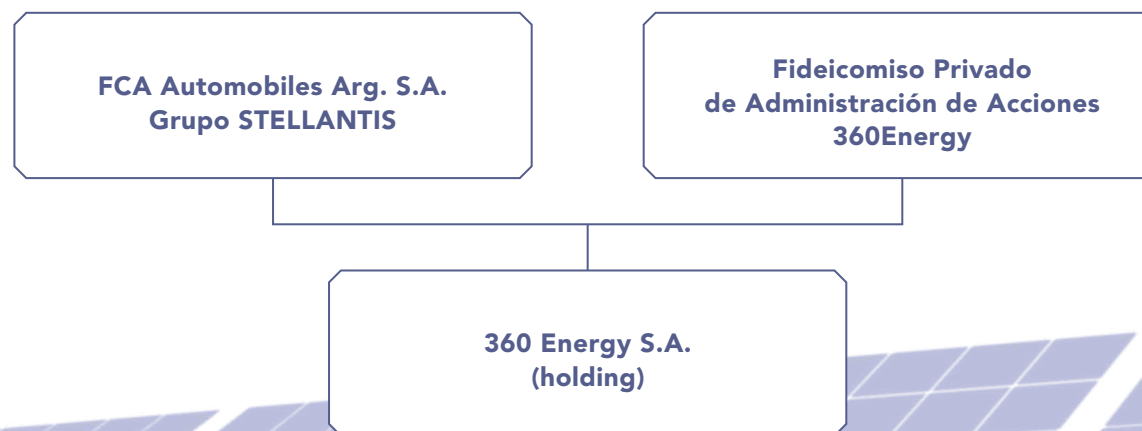 FCA Automobiles Arg. S.A.
Grupo STELLANTIS
Fideicomiso Privado
de Administración de Acciones
360Energy
360 Energy S.A.
(holding)